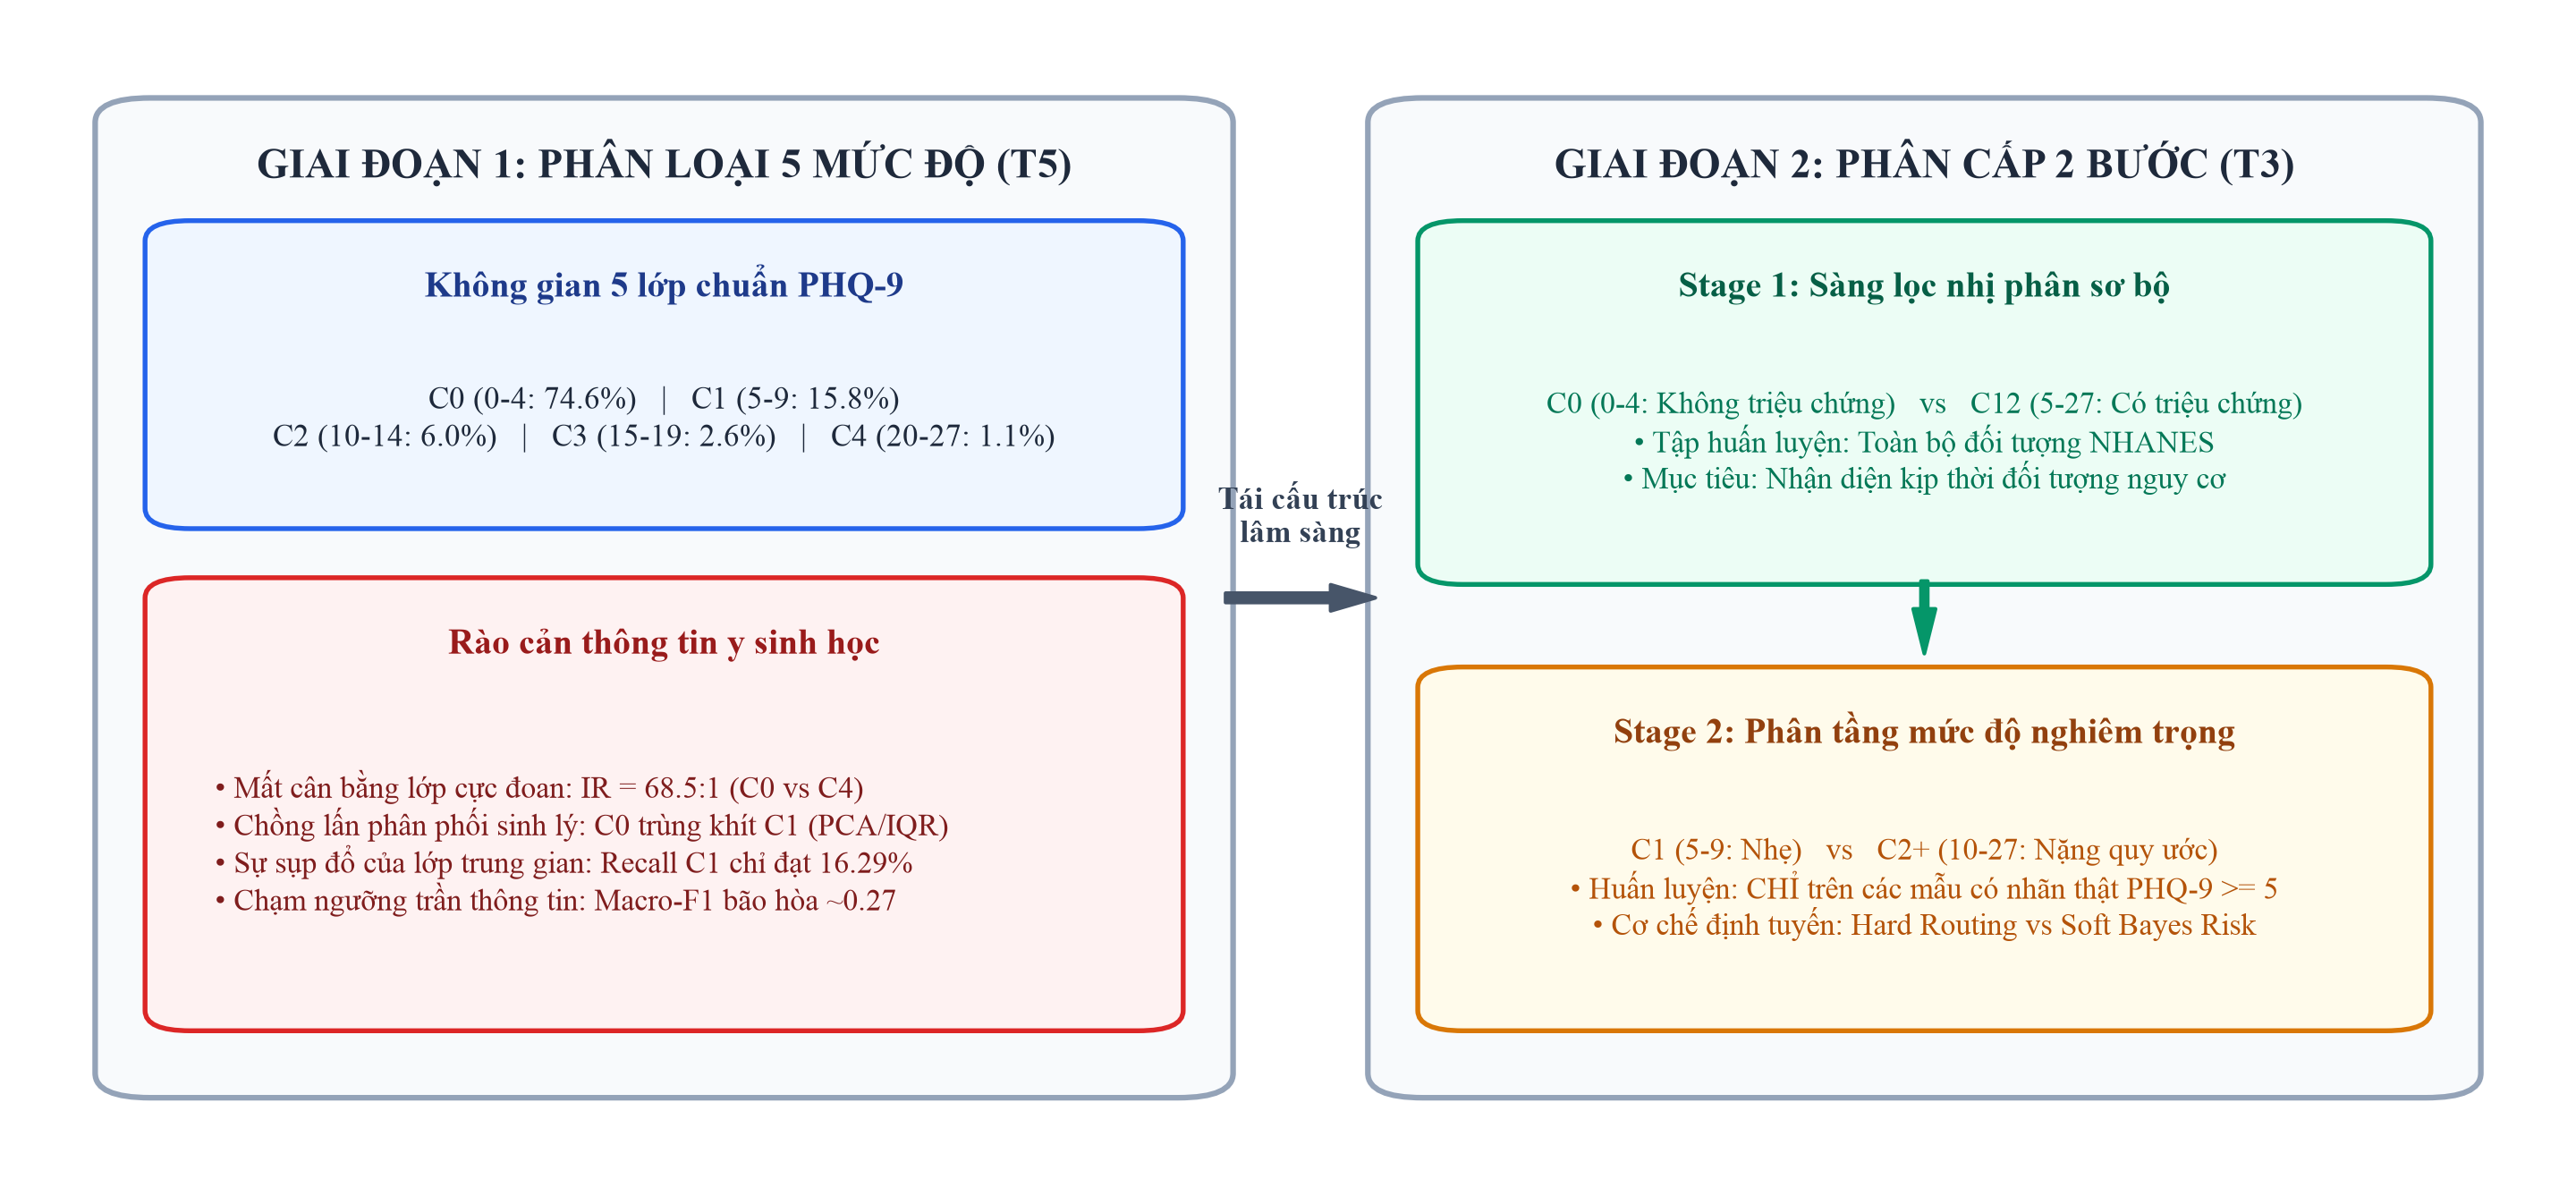 GIAI ĐOẠN 1: PHÂN LOẠI 5 MỨC ĐỘ (T5)
Không gian 5 lớp chuẩn PHQ-9
C0 (0-4: 74.6%) | C1 (5-9: 15.8%)
C2 (10-14: 6.0%) | C3 (15-19: 2.6%) | C4 (20-27: 1.1%)
Rào cản thông tin y sinh học
• Mất cân bằng lớp cực đoan: IR = 68.5:1 (C0 vs C4)
• Chồng lấn phân phối sinh lý: C0 trùng khít C1 (PCA/IQR)
• Sự sụp đổ của lớp trung gian: Recall C1 chỉ đạt 16.29%
• Chạm ngưỡng trần thông tin: Macro-F1 bão hòa ~0.27
Tái cấu trúc
lâm sàng
GIAI ĐOẠN 2: PHÂN CẤP 2 BƯỚC (T3)
Stage 1: Sàng lọc nhị phân sơ bộ
C0 (0-4: Không triệu chứng) vs C12 (5-27: Có triệu chứng)
• Tập huấn luyện: Toàn bộ đối tượng NHANES
• Mục tiêu: Nhận diện kịp thời đối tượng nguy cơ
Stage 2: Phân tầng mức độ nghiêm trọng
C1 (5-9: Nhẹ) vs C2+ (10-27: Nặng quy ước)
• Huấn luyện: CHỈ trên các mẫu có nhãn thật PHQ-9 >= 5
• Cơ chế định tuyến: Hard Routing vs Soft Bayes Risk